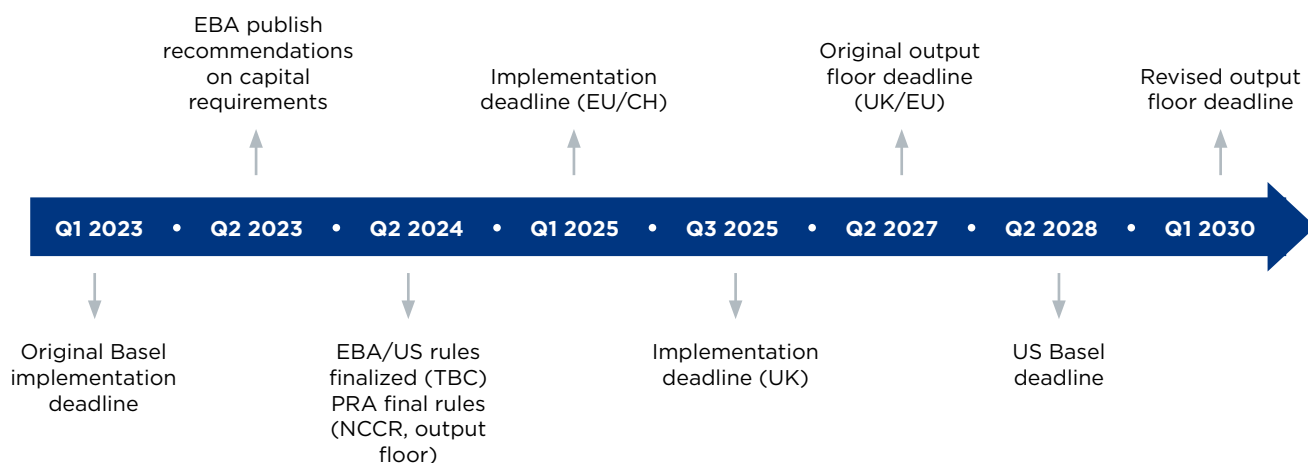 EBA publish
recommendations
on capital
requirements
Implementation
deadline (EU/CH)
Original output
floor deadline
(UK/EU)
Revised output
floor deadline
Q1 2023 • Q2 2023 • Q2 2024 • Q1 2025 • Q3 2025 • Q2 2027 • Q2 2028 • Q1 2030
Original Basel
implementation
deadline
EBA/US rules
finalized (TBC)
PRA final rules
(NCCR, output
floor)
Implementation
deadline (UK)
US Basel
deadline